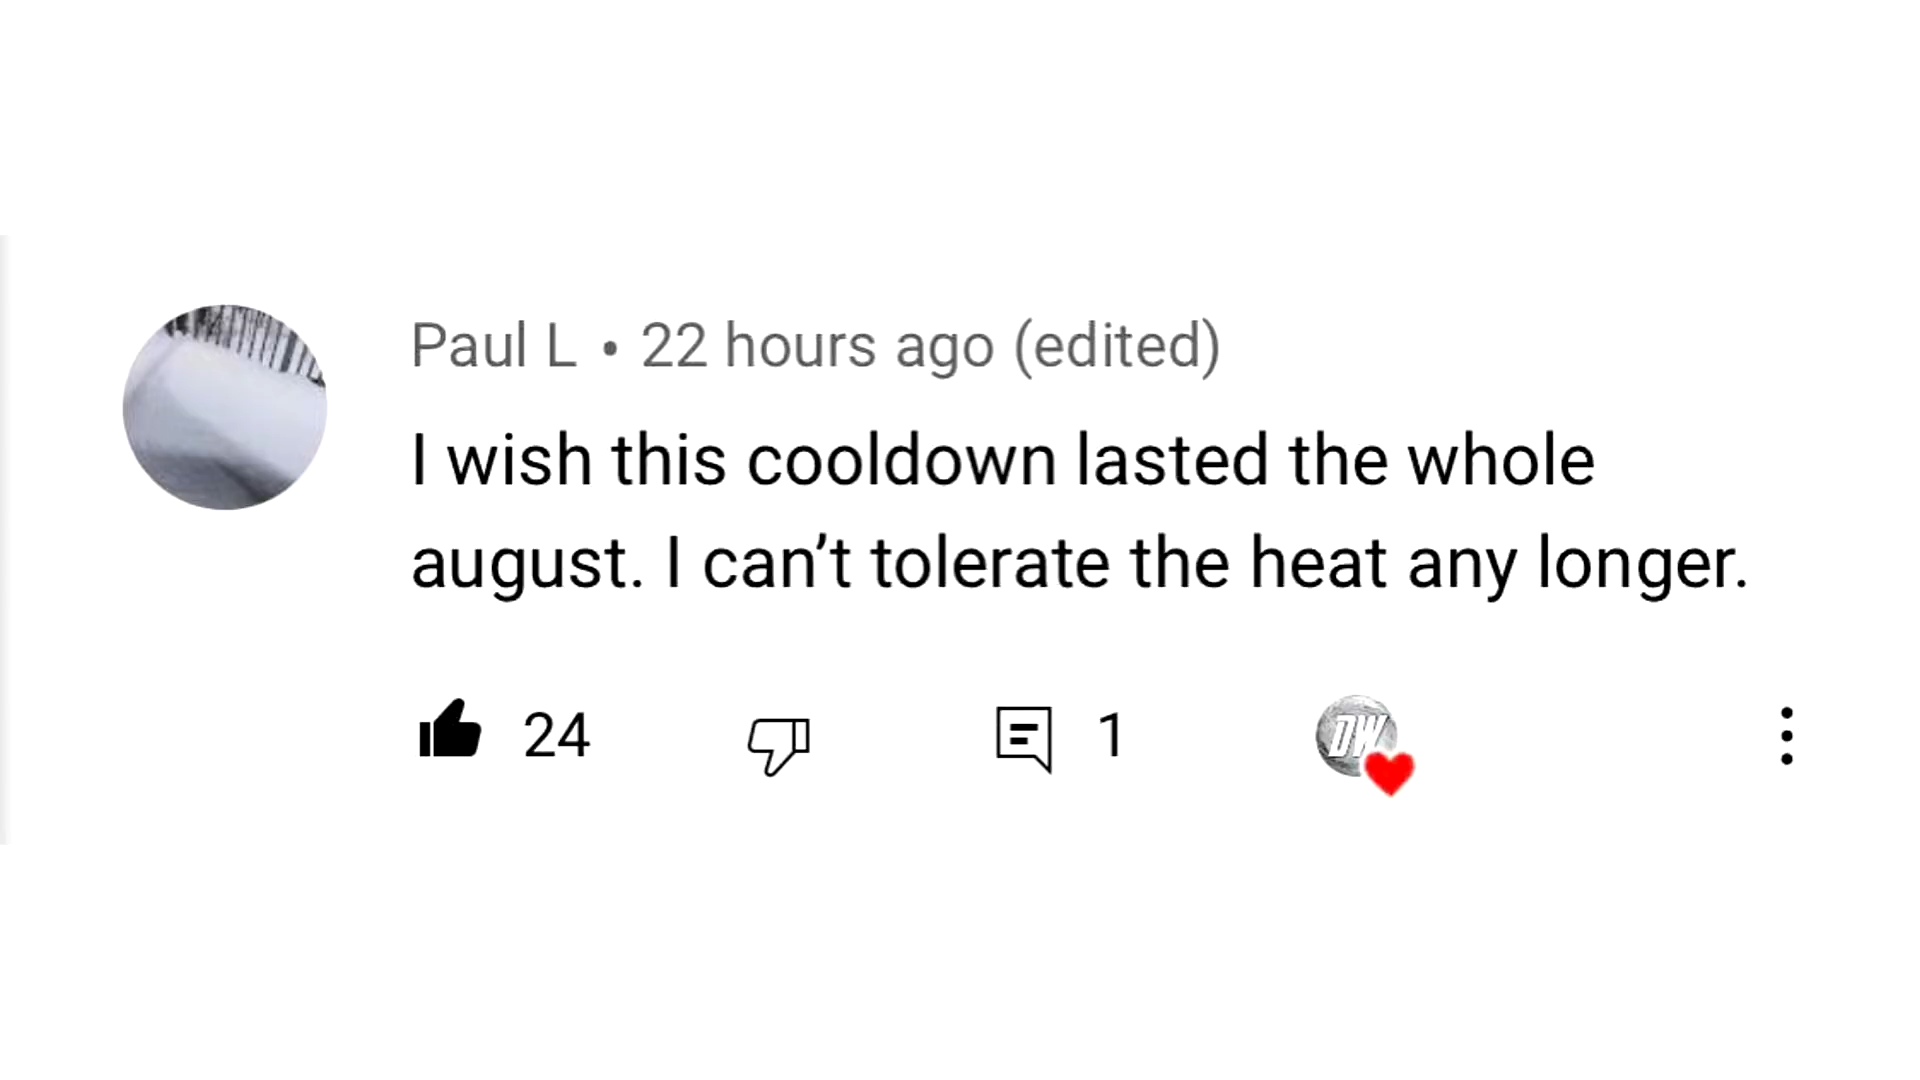 Paul L • 22 hours ago (edited)
I wish this cooldown lasted the whole
august. I can’t tolerate the heat any longer.
24 1 DW